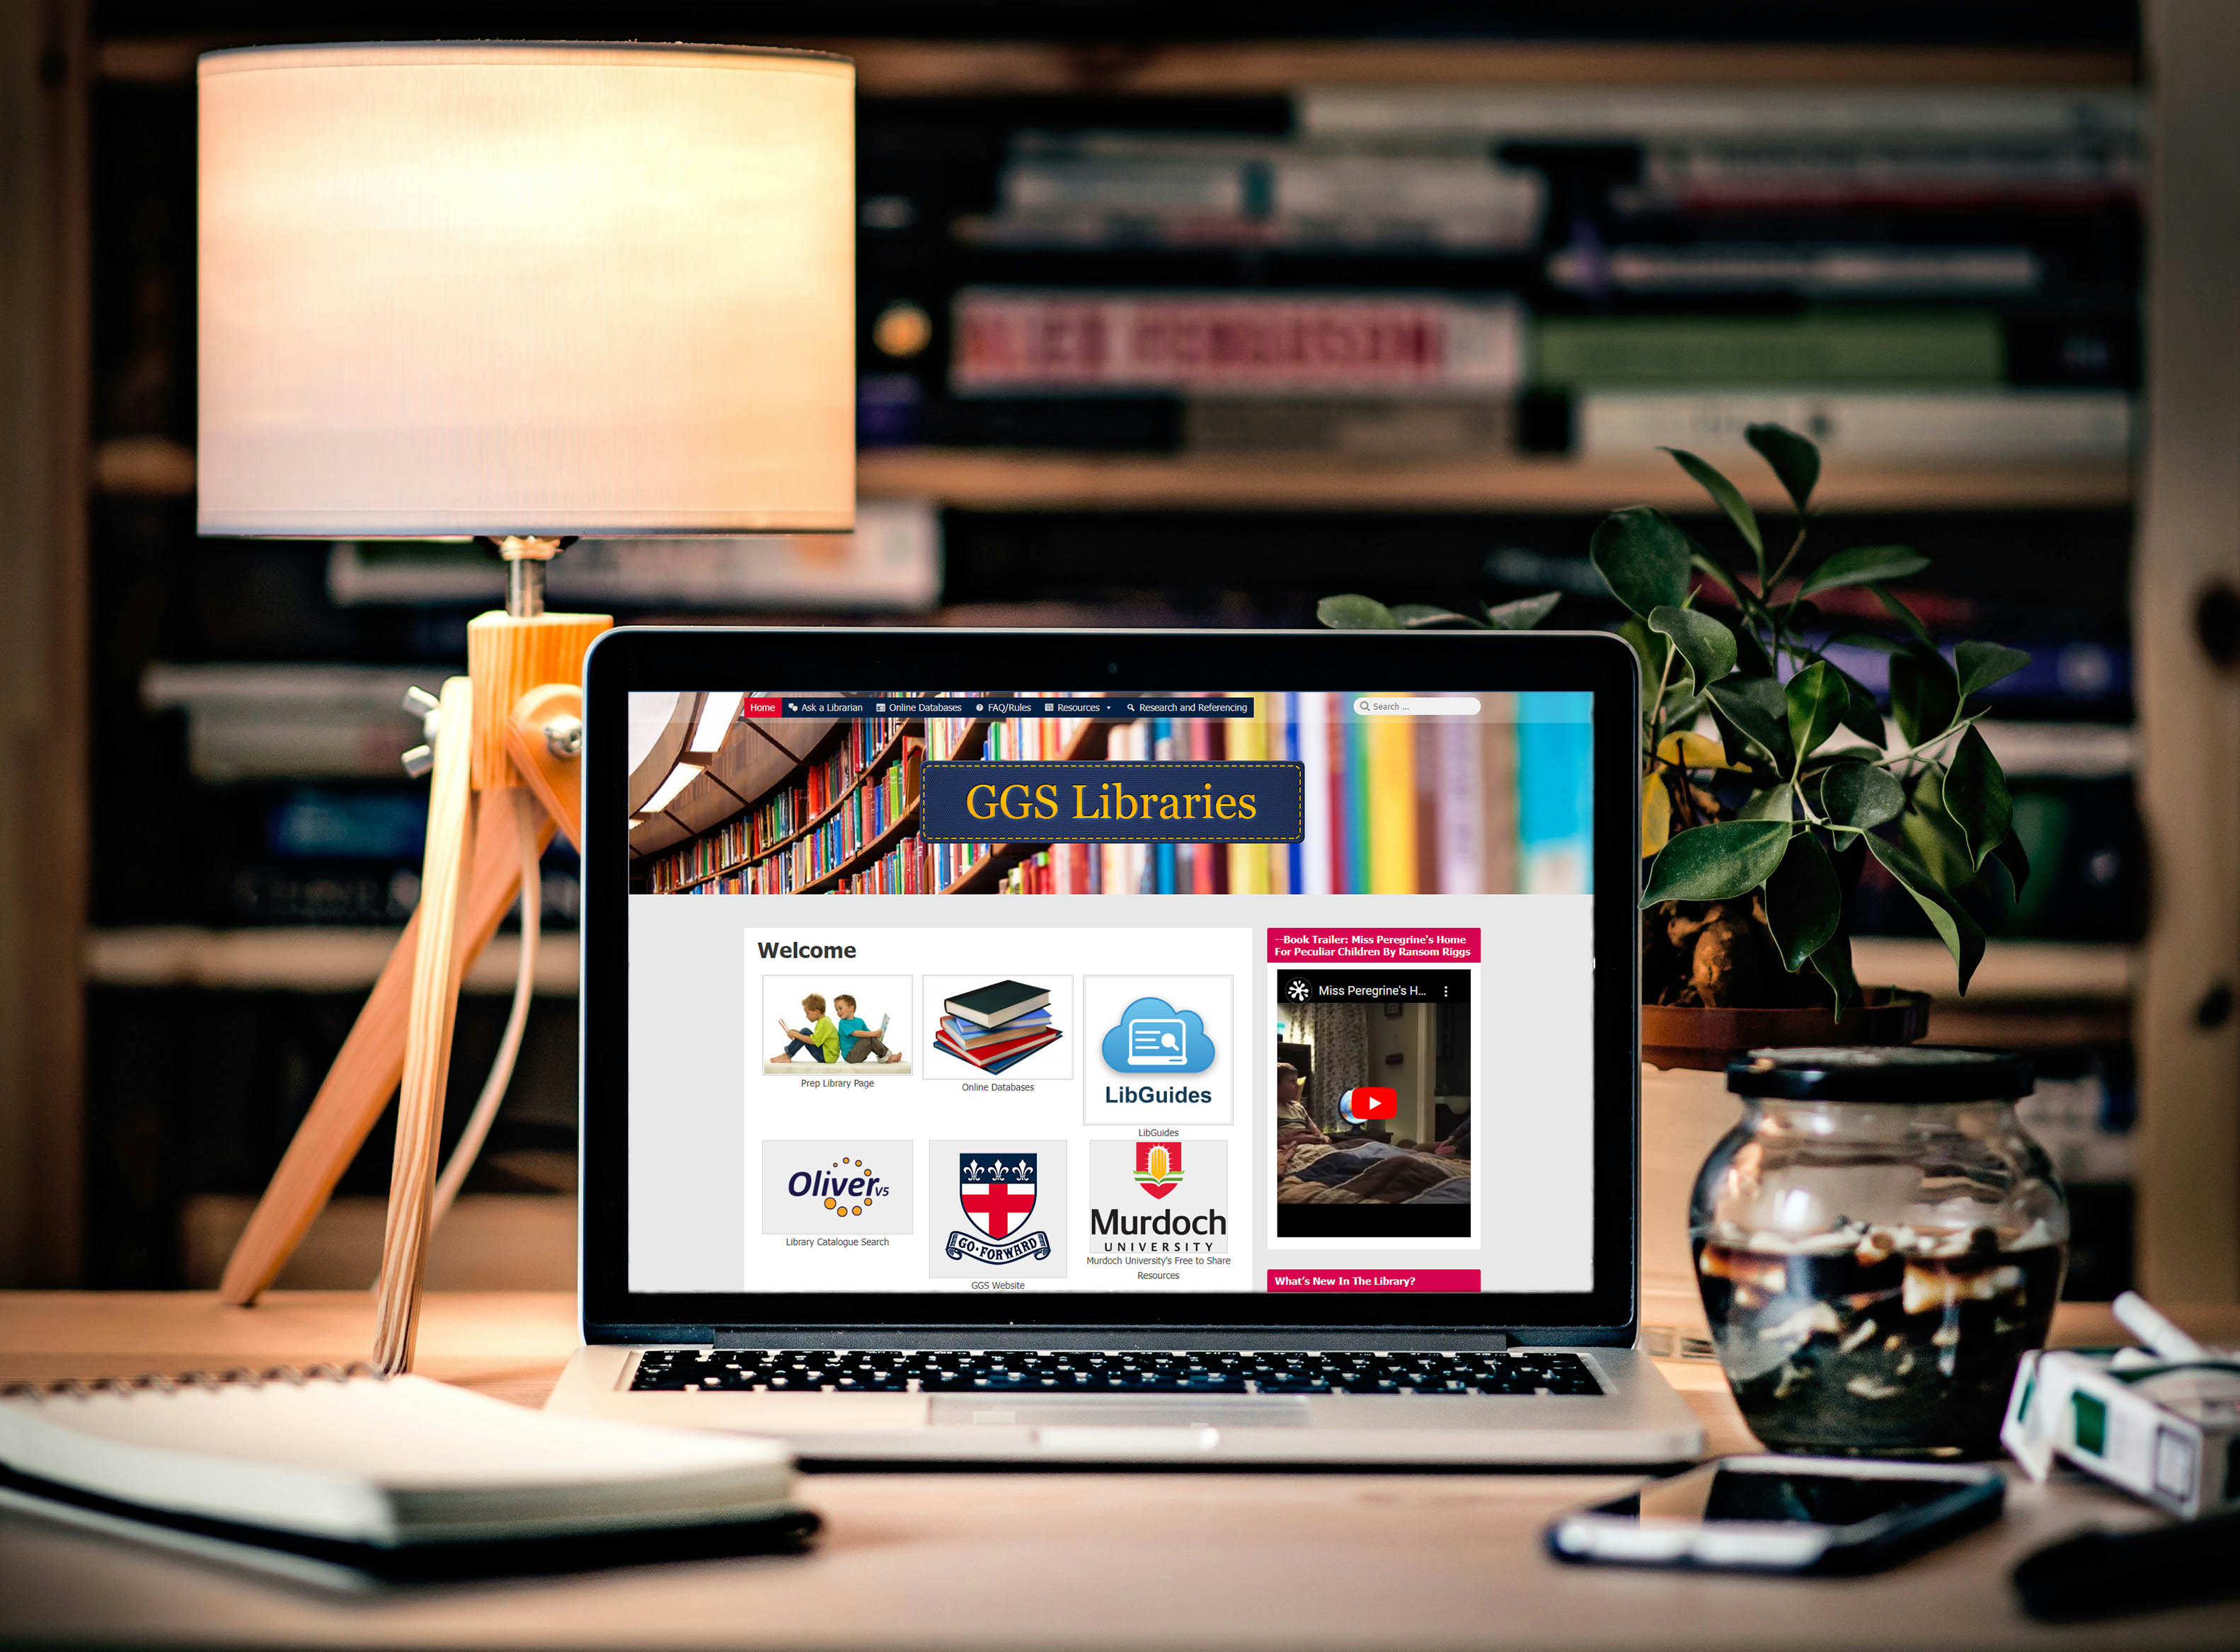 Home Ask a Librarian Online Databases FAQ/Rules Resources Research and Referencing Search ...
GGS Libraries
Welcome
Prep Library Page
Online Databases
LibGuides
LibGuides
Oliver V5
Library Catalogue Search
GO·FORWARD
GGS Website
Murdoch
UNIVERSITY
Murdoch University's Free to Share
Resources
--Book Trailer: Miss Peregrine's Home
For Peculiar Children By Ransom Riggs
Miss Peregrine's H...
What's New In The Library?